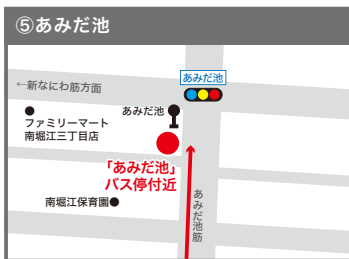 ⑤あみだ池
あみだ池
←新なにわ筋方面
あみだ池
ファミリーマート
南堀江三丁目店
「あみだ池」
バス停付近
南堀江保育園
あみだ池筋